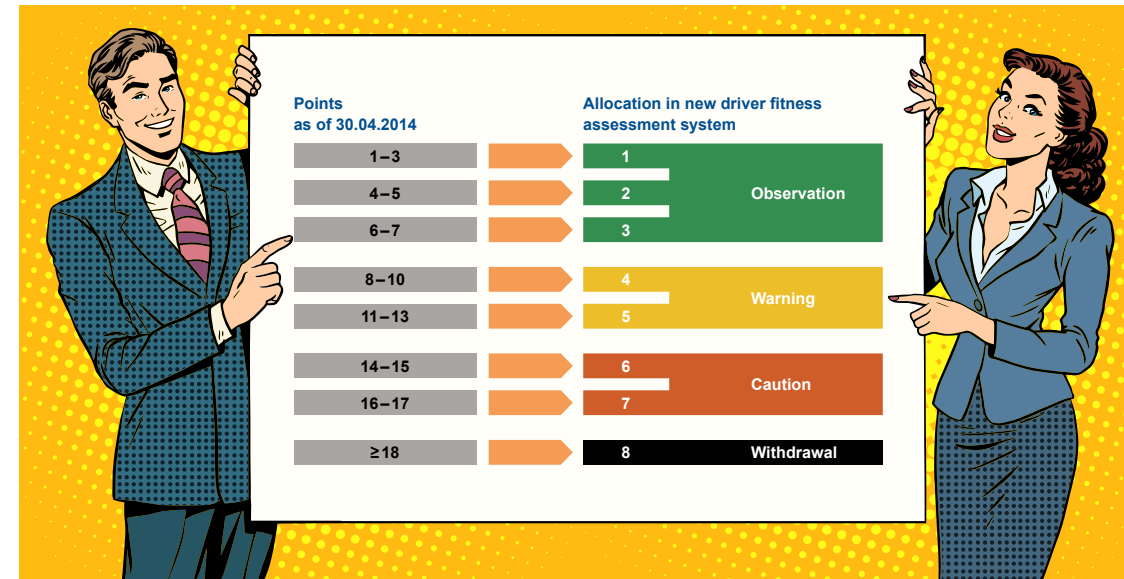 Points
as of 30.04.2014
Allocation in new driver fitness
assessment system
1–3 1
4–5 2 Observation
6–7 3
8–10 4
Warning
11–13 5
14–15 6
Caution
16–17 7
≥18 8 Withdrawal